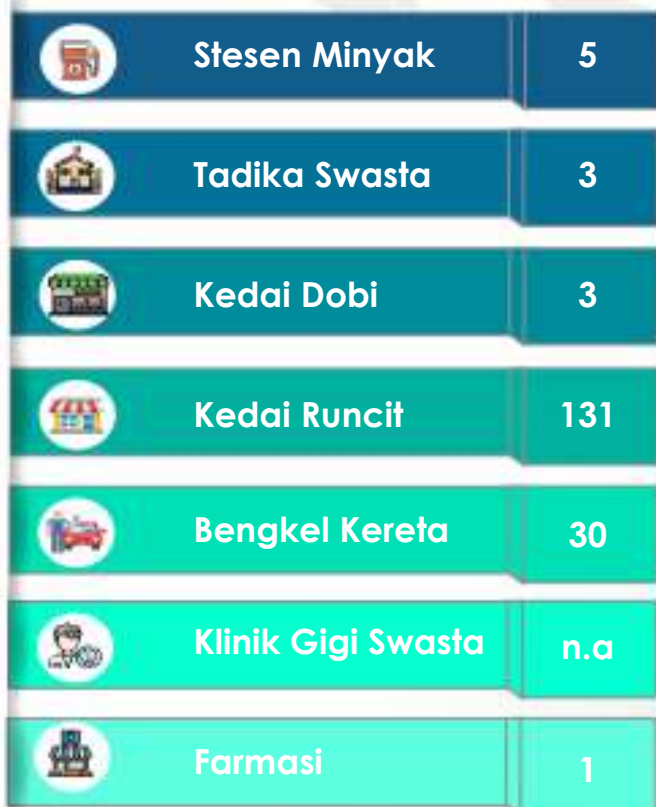 Stesen Minyak 5
Tadika Swasta 3
Kedai Dobi 3
Kedai Runcit 131
Bengkel Kereta 30
Klinik Gigi Swasta n.a
Farmasi 1